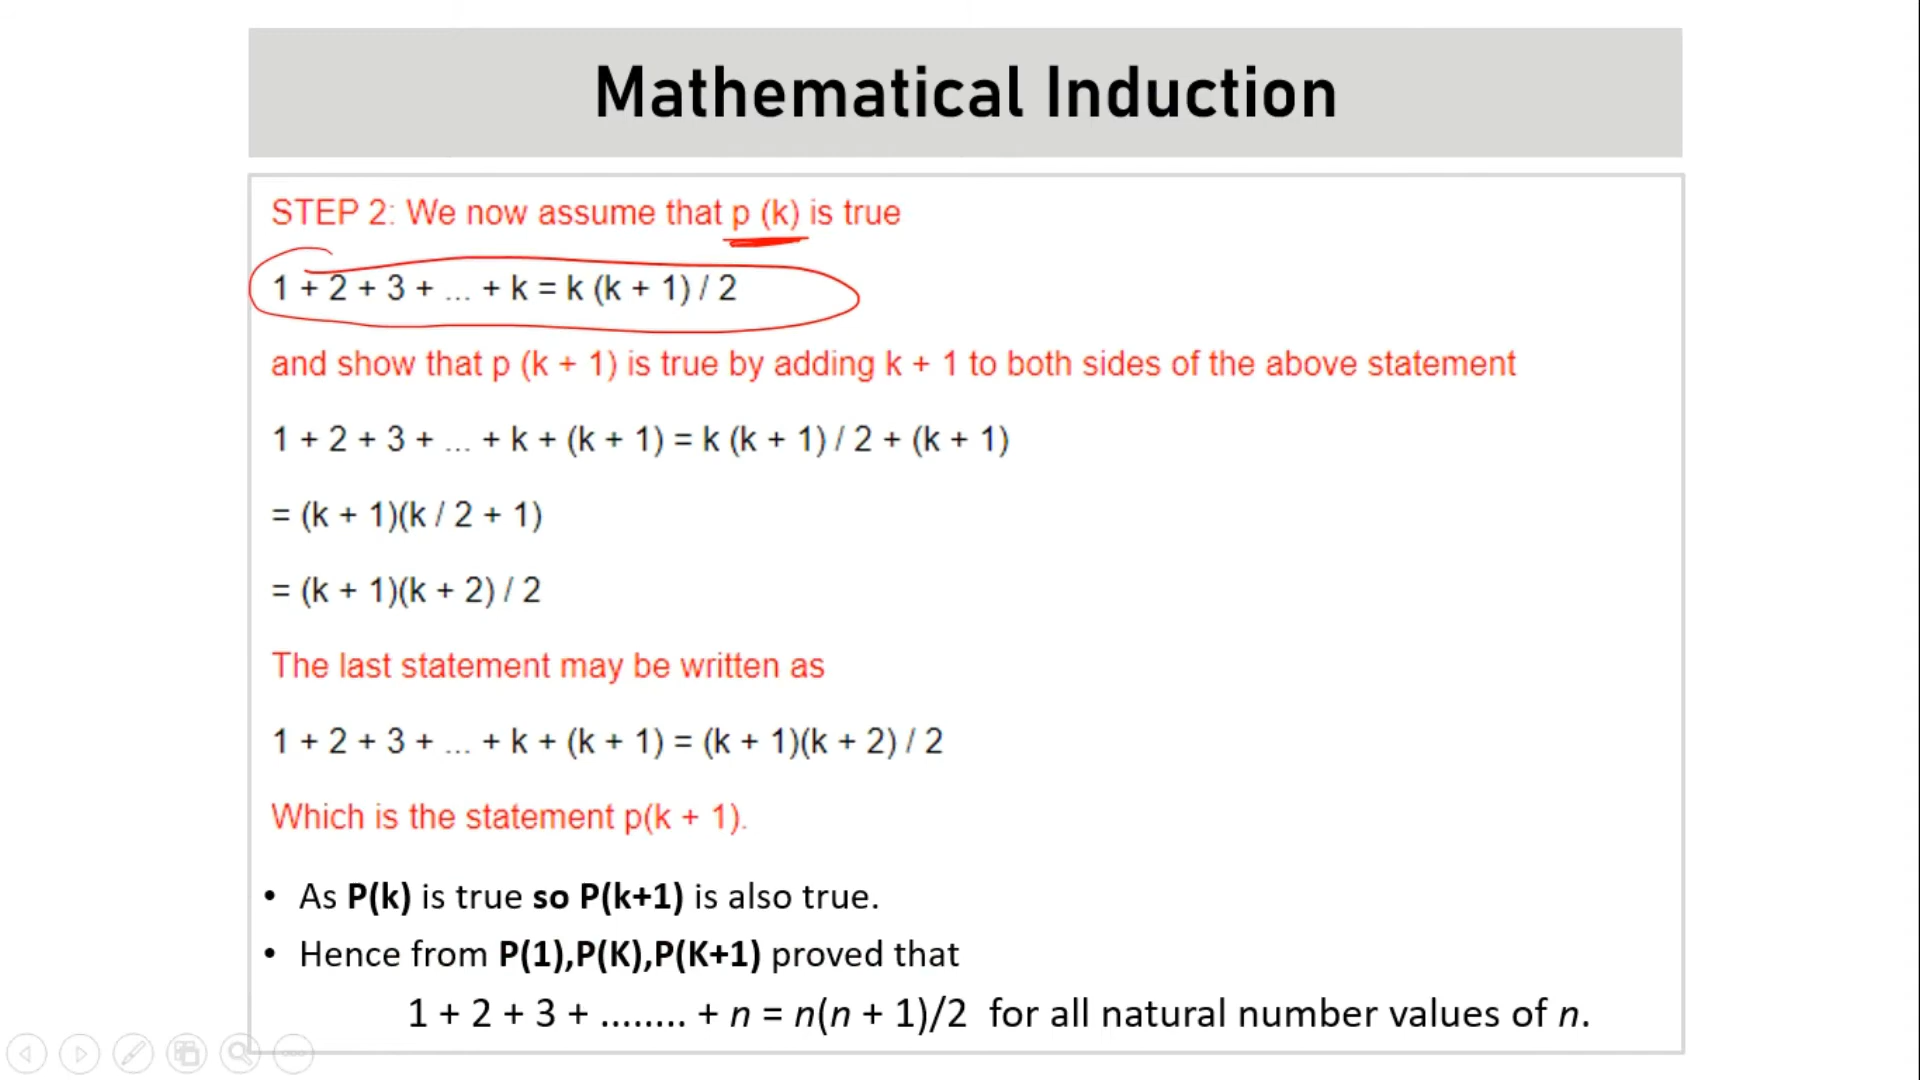 Mathematical Induction
STEP 2: We now assume that p (k) is true
1 + 2 + 3 + ... + k = k (k + 1) / 2
and show that p (k + 1) is true by adding k + 1 to both sides of the above statement
1 + 2 + 3 + ... + k + (k + 1) = k (k + 1) / 2 + (k + 1)
= (k + 1)(k / 2 + 1)
= (k + 1)(k + 2) / 2
The last statement may be written as
1 + 2 + 3 + ... + k + (k + 1) = (k + 1)(k + 2) / 2
Which is the statement p(k + 1).
• As P(k) is true so P(k+1) is also true.
• Hence from P(1),P(K),P(K+1) proved that
1 + 2 + 3 + ........ + n = n(n + 1)/2 for all natural number values of n.